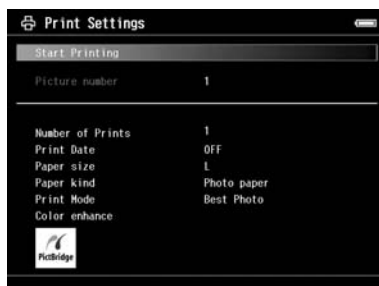 Print Settings
Start Printing
Picture number 1
Number of Prints 1
Print Date OFF
Paper size L
Paper kind Photo paper
Print Mode Best Photo
Color enhance
PictBridge